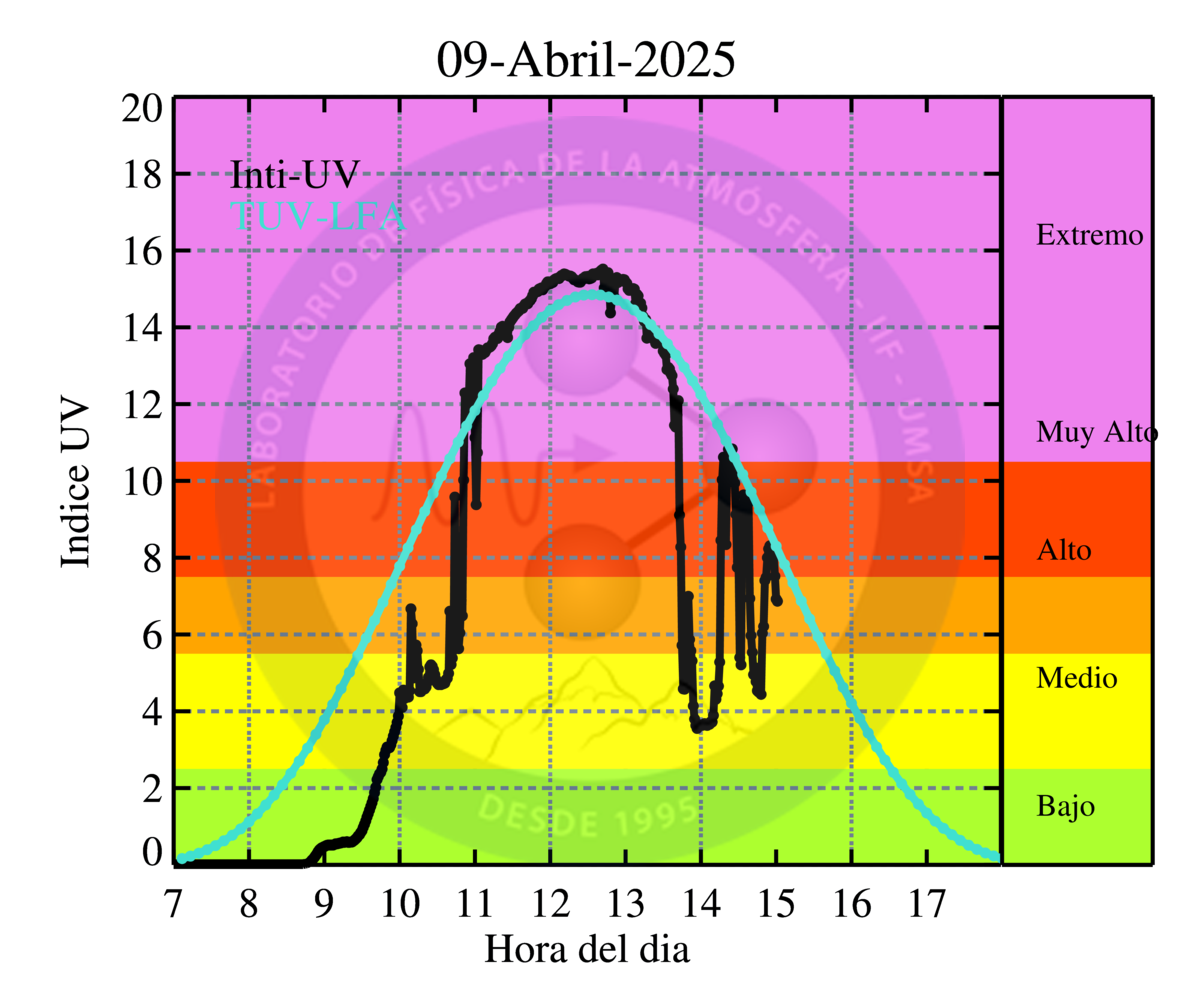 09-Abril-2025
20
18
16
14
12
10
8
6
4
2
0
Indice UV
Inti-UV
TUV-LFA
LABORATORIO DE FÍSICA DE LA ATMÓSFERA - IIF - UMSA
DESDE 1995
Extremo
Muy Alto
Alto
Medio
Bajo
7 8 9 10 11 12 13 14 15 16 17
Hora del dia